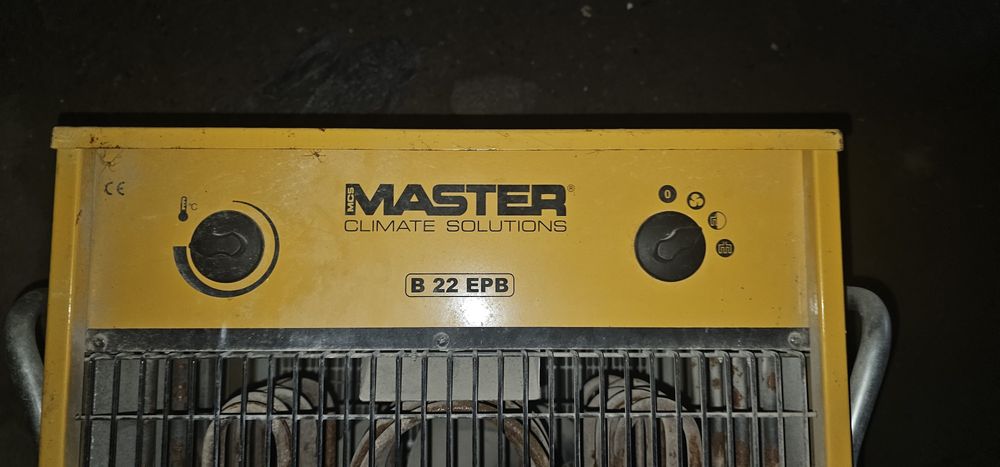 CE
°C
MCS MASTER®
CLIMATE SOLUTIONS
0
B 22 EPB